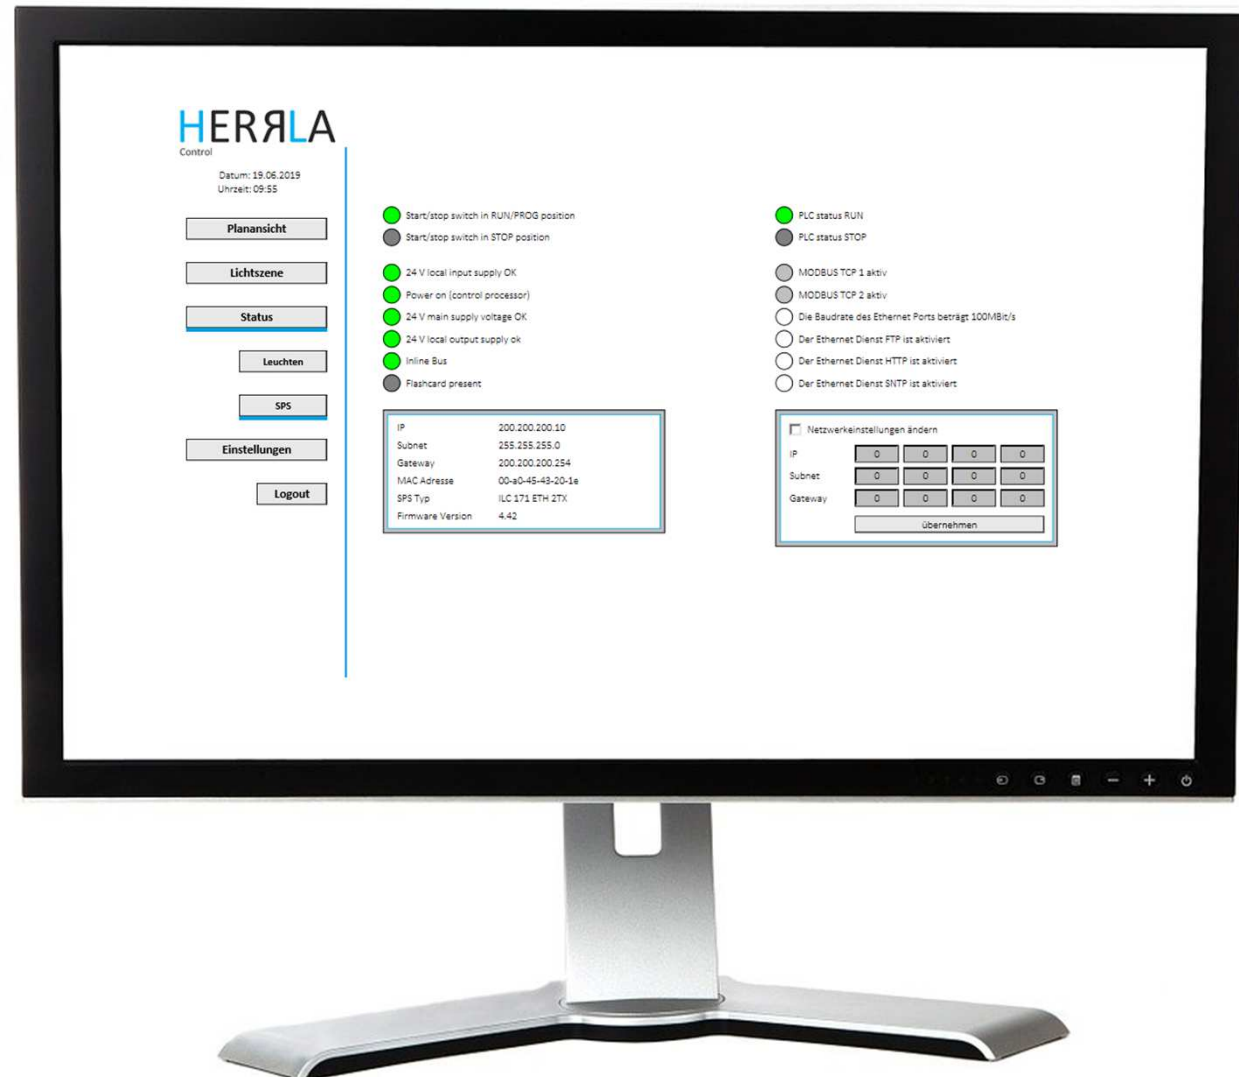 HERRLA
Control
Datum: 19.06.2019
Uhrzeit: 09:55
Planansicht
Lichtszene
Status
Leuchten
SPS
Einstellungen
Logout
Start/stop switch in RUN/PROG position
Start/stop switch in STOP position
24 V local input supply OK
Power on (control processor)
24 V main supply voltage OK
24 V local output supply ok
Inline Bus
Flashcard present
IP 200.200.200.10
Subnet 255.255.255.0
Gateway 200.200.200.254
MAC Adresse 00-a0-45-43-20-1e
SPS Typ ILC 171 ETH 2TX
Firmware Version 4.42
PLC status RUN
PLC status STOP
MODBUS TCP 1 aktiv
MODBUS TCP 2 aktiv
Die Baudrate des Ethernet Ports beträgt 100MBit/s
Der Ethernet Dienst FTP ist aktiviert
Der Ethernet Dienst HTTP ist aktiviert
Der Ethernet Dienst SNTP ist aktiviert
Netzwerkeinstellungen ändern
IP 0 0 0 0
Subnet 0 0 0 0
Gateway 0 0 0 0
übernehmen